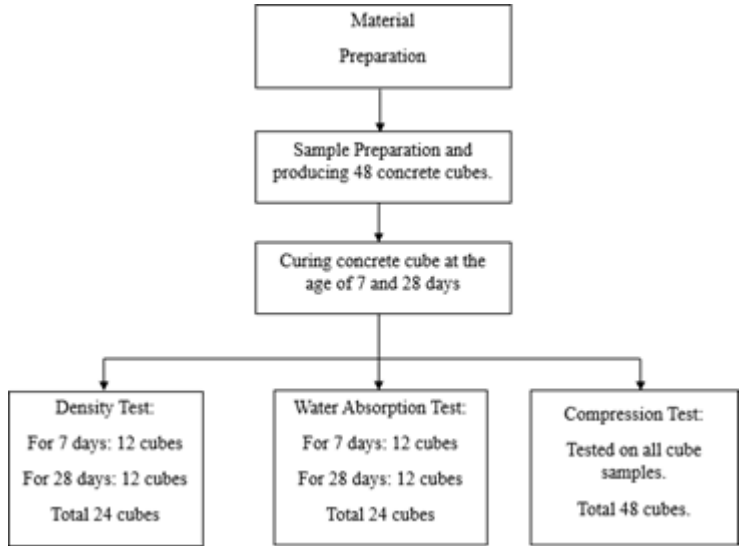 Material
Preparation
Sample Preparation and
producing 48 concrete cubes.
Curing concrete cube at the
age of 7 and 28 days
Density Test:
For 7 days: 12 cubes
For 28 days: 12 cubes
Total 24 cubes
Water Absorption Test:
For 7 days: 12 cubes
For 28 days: 12 cubes
Total 24 cubes
Compression Test:
Tested on all cube
samples.
Total 48 cubes.